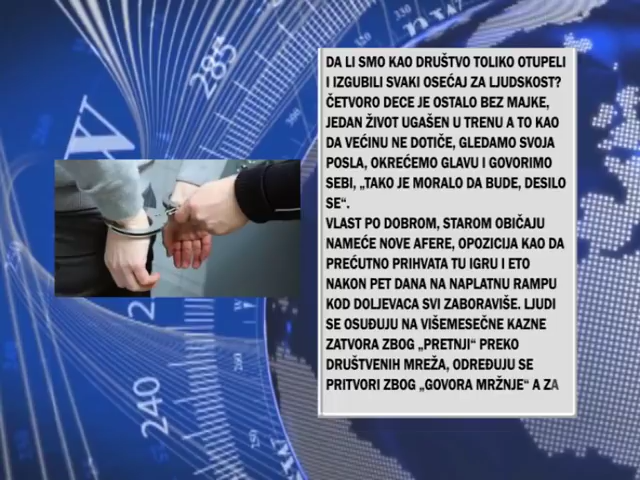 285
330
NW
W
DA LI SMO KAO DRUŠTVO TOLIKO OTUPELI
I IZGUBILI SVAKI OSEĆAJ ZA LJUDSKOST?
ČETVORO DECE JE OSTALO BEZ MAJKE,
JEDAN ŽIVOT UGAŠEN U TRENU A TO KAO
DA VEĆINU NE DOTIČE, GLEDAMO SVOJA
POSLA, OKREĆEMO GLAVU I GOVORIMO
SEBI, „TAKO JE MORALO DA BUDE, DESILO
SE“.
VLAST PO DOBROM, STAROM OBIČAJU
NAMEĆE NOVE AFERE, OPOZICIJA KAO DA
PREĆUTNO PRIHVATA TU IGRU I ETO
NAKON PET DANA NA NAPLATNU RAMPU
KOD DOLJEVACA SVI ZABORAVIŠE. LJUDI
SE OSUĐUJU NA VIŠEMESEČNE KAZNE
ZATVORA ZBOG „PRETNJI“ PREKO
DRUŠTVENIH MREŽA, ODREĐUJU SE
PRITVORI ZBOG „GOVORA MRŽNJE“ A ZA
240